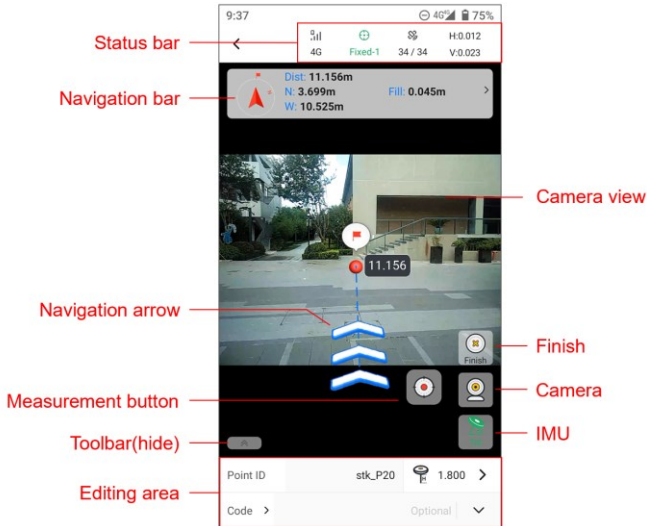 9:37
4G 75%
Status bar
4G
Fixed-1
34 / 34
H:0.012
V:0.023
Navigation bar
Dist: 11.156m
N: 3.699m
Fill: 0.045m
W: 10.525m
Camera view
11.156
Navigation arrow
Finish
Finish
Camera
Measurement button
IMU
Toolbar(hide)
Point ID
stk_P20
1.800
Editing area
Code
Optional